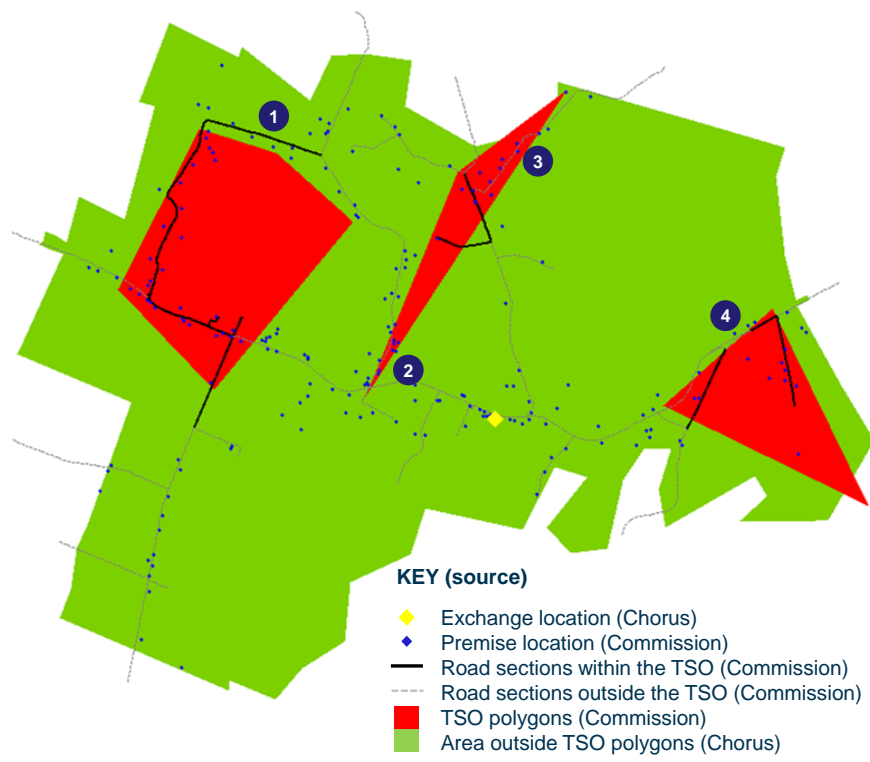 1
3
4
2
KEY (source)
Exchange location (Chorus)
Premise location (Commission)
Road sections within the TSO (Commission)
Road sections outside the TSO (Commission)
TSO polygons (Commission)
Area outside TSO polygons (Chorus)